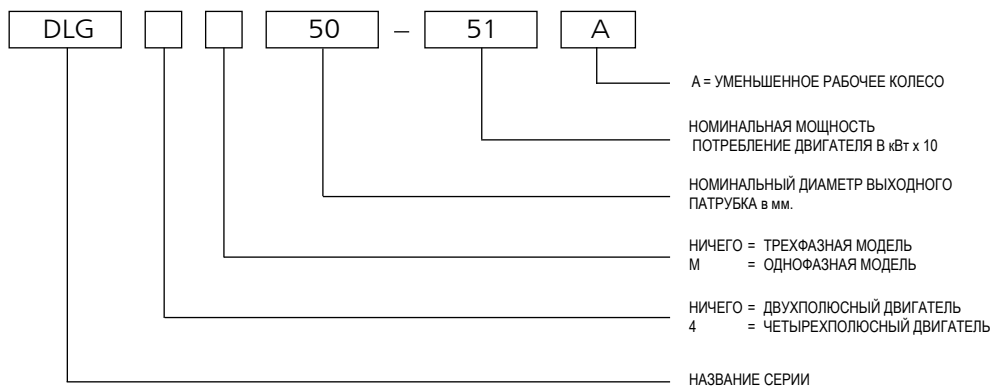 DLG 50 – 51 A
А = УМЕНЬШЕННОЕ РАБОЧЕЕ КОЛЕСО
НОМИНАЛЬНАЯ МОЩНОСТЬ
ПОТРЕБЛЕНИЕ ДВИГАТЕЛЯ В кВт x 10
НОМИНАЛЬНЫЙ ДИАМЕТР ВЫХОДНОГО
ПАТРУБКА в мм.
НИЧЕГО = ТРЕХФАЗНАЯ МОДЕЛЬ
М = ОДНОФАЗНАЯ МОДЕЛЬ
НИЧЕГО = ДВУХПОЛЮСНЫЙ ДВИГАТЕЛЬ
4 = ЧЕТЫРЕХПОЛЮСНЫЙ ДВИГАТЕЛЬ
НАЗВАНИЕ СЕРИИ